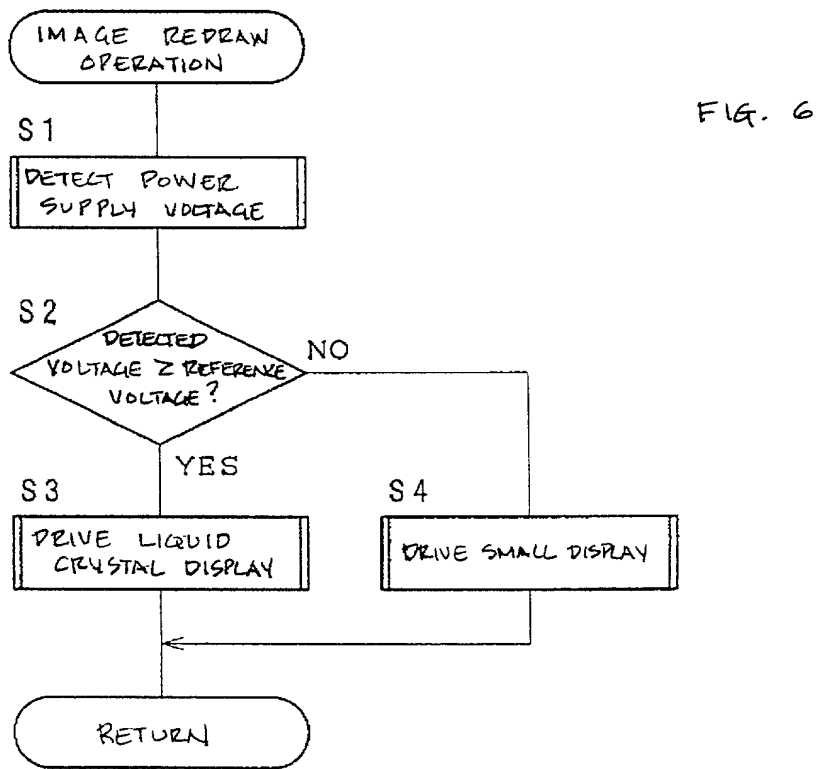 IMAGE REDRAW
OPERATION
FIG. 6
S1
DETECT POWER
SUPPLY VOLTAGE
S2
DETECTED
VOLTAGE ≥ REFERENCE
VOLTAGE?
NO
YES
S3
DRIVE LIQUID
CRYSTAL DISPLAY
S4
DRIVE SMALL DISPLAY
RETURN